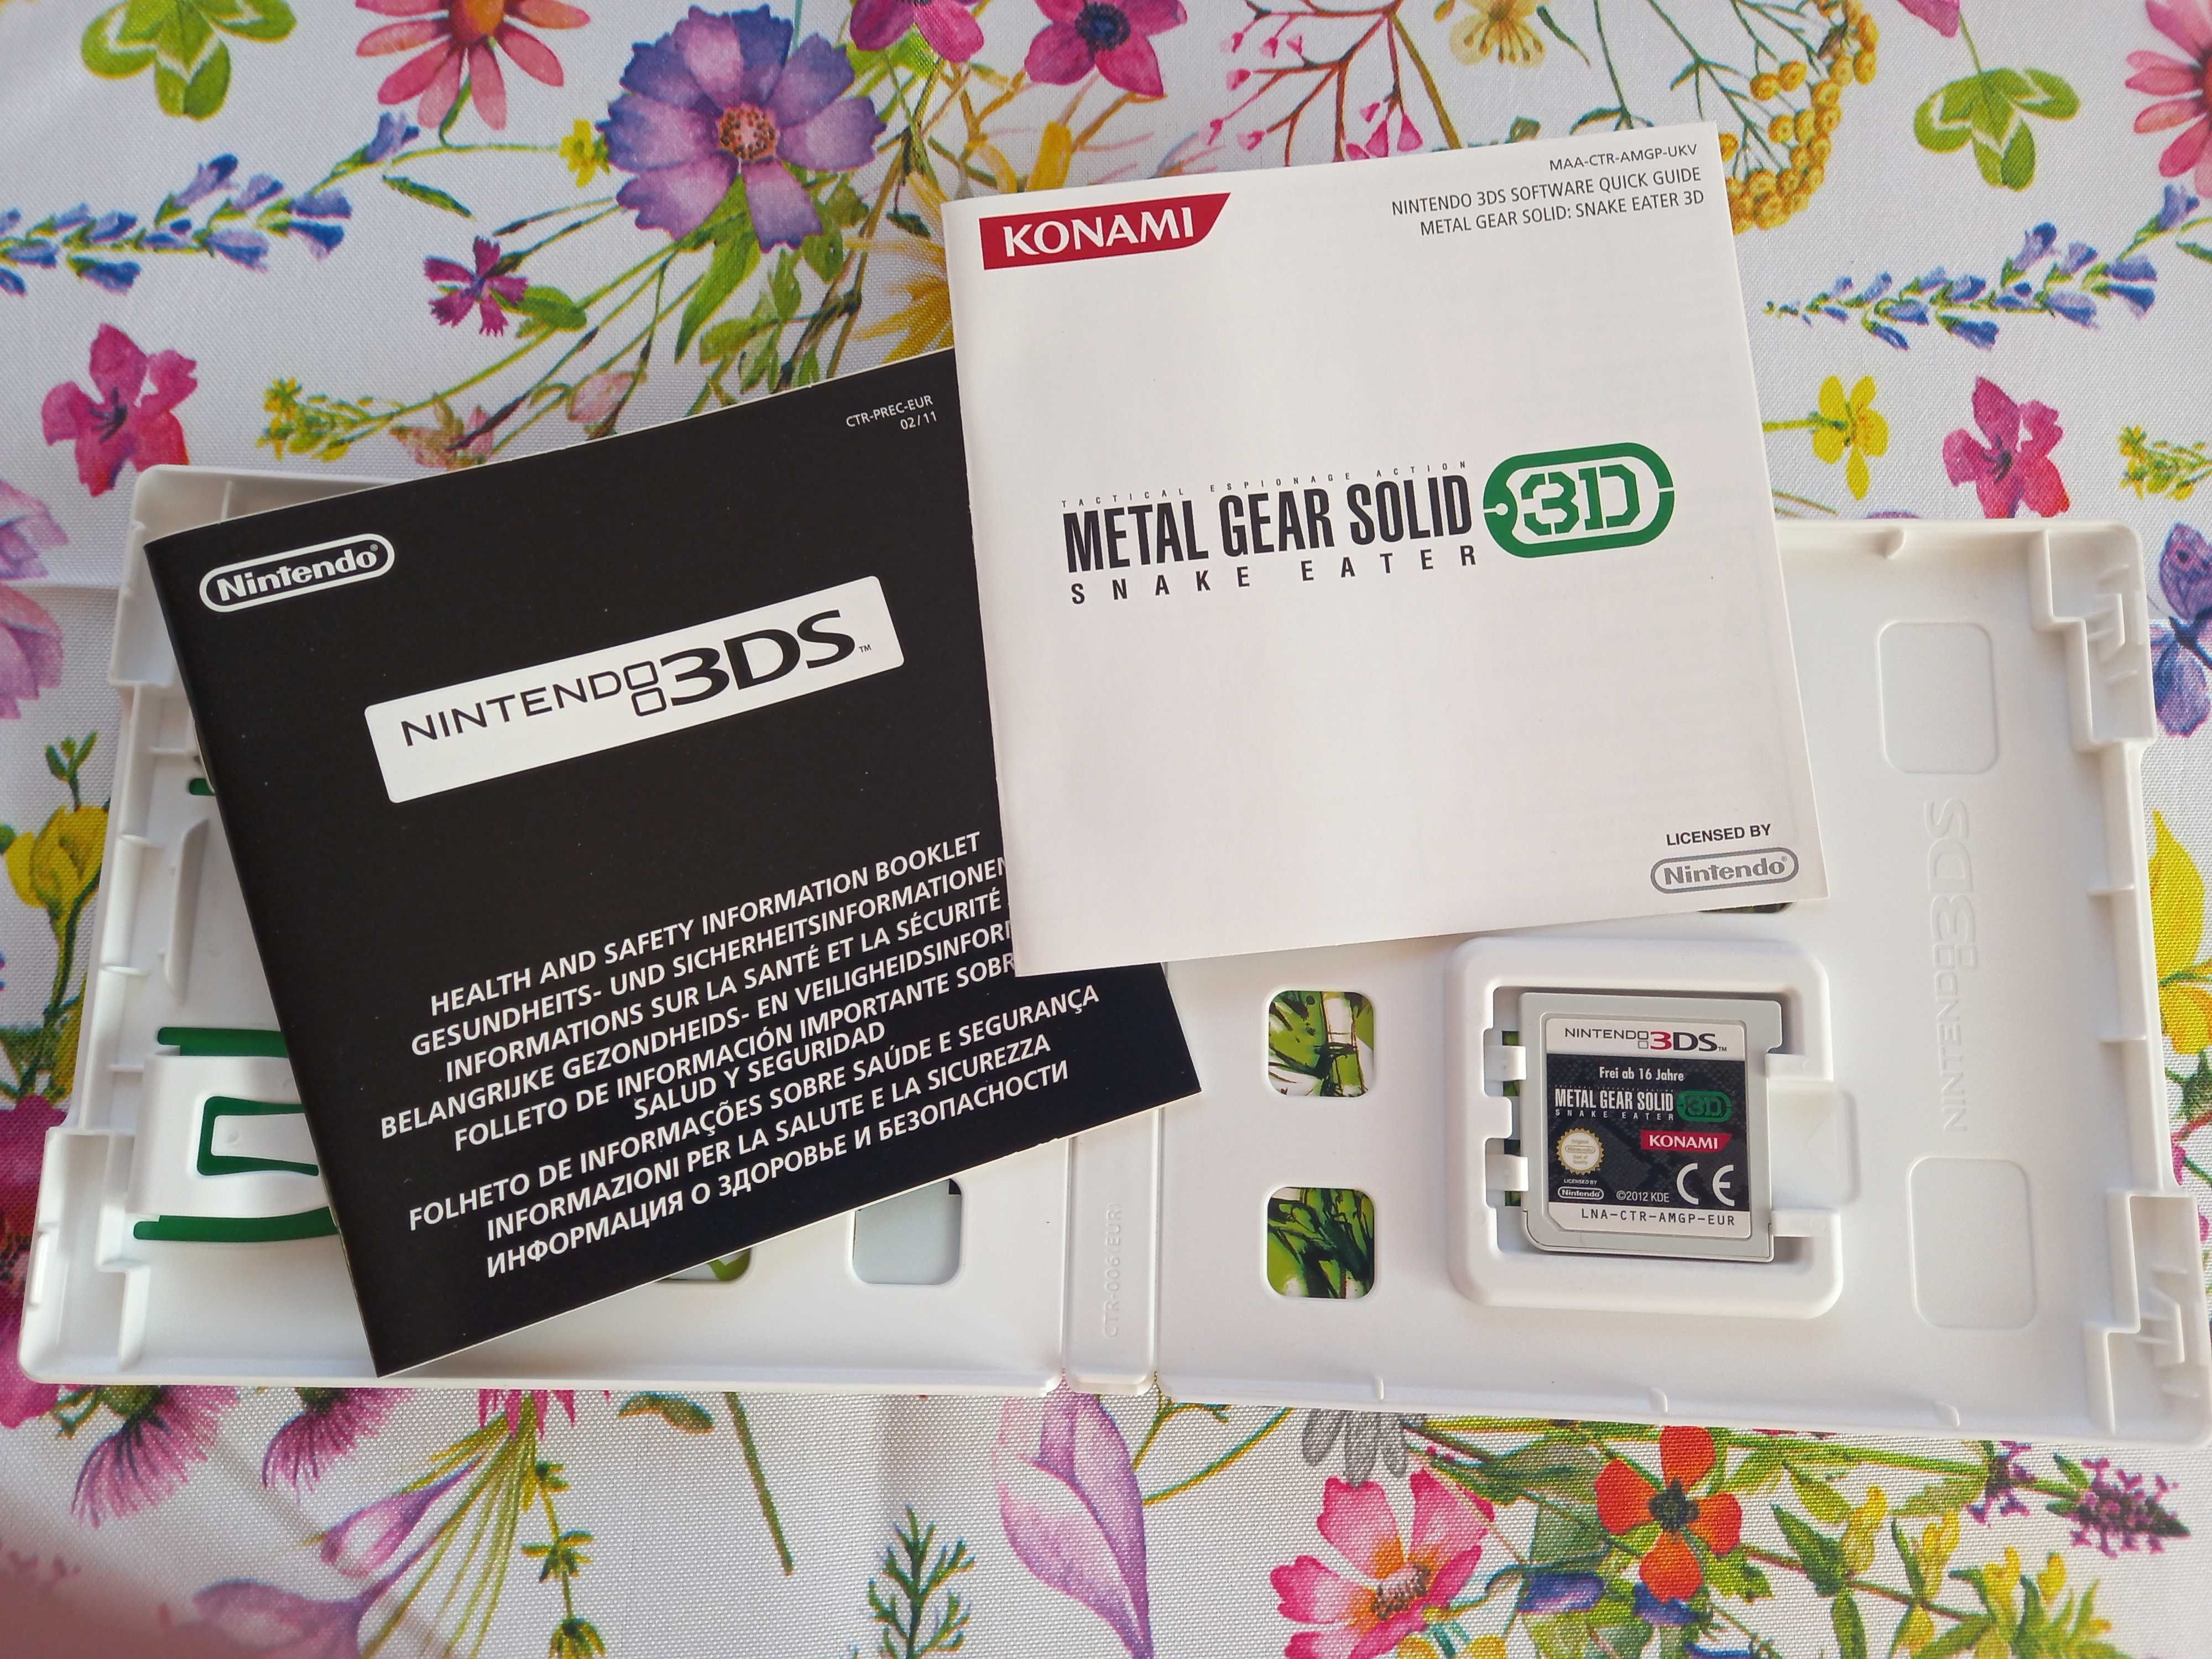 MAA-CTR-AMGP-UKV
NINTENDO 3DS SOFTWARE QUICK GUIDE
METAL GEAR SOLID: SNAKE EATER 3D
KONAMI
TACTICAL ESPIONAGE ACTION
METAL GEAR SOLID 3D
SNAKE EATER
LICENSED BY
Nintendo®
CTR-PREC-EUR
02/11
Nintendo®
NINTENDO 3DS™
HEALTH AND SAFETY INFORMATION BOOKLET
GESUNDHEITS- UND SICHERHEITSINFORMATIONEN
INFORMATIONS SUR LA SANTÉ ET LA SÉCURITÉ
BELANGRIJKE GEZONDHEIDS- EN VEILIGHEIDSINFOR
FOLLETO DE INFORMACIÓN IMPORTANTE SOBR
SALUD Y SEGURIDAD
FOLHETO DE INFORMAÇÕES SOBRE SAÚDE E SEGURANÇA
INFORMAZIONI PER LA SALUTE E LA SICUREZZA
ИНФОРМАЦИЯ О ЗДОРОВЬЕ И БЕЗОПАСНОСТИ
NINTENDO 3DS
CTR-006(EUR)
NINTENDO 3DS™
Frei ab 16 Jahre
METAL GEAR SOLID 3D
SNAKE EATER
KONAMI
LICENSED BY
Nintendo
©2012 KDE
CE
LNA-CTR-AMGP-EUR